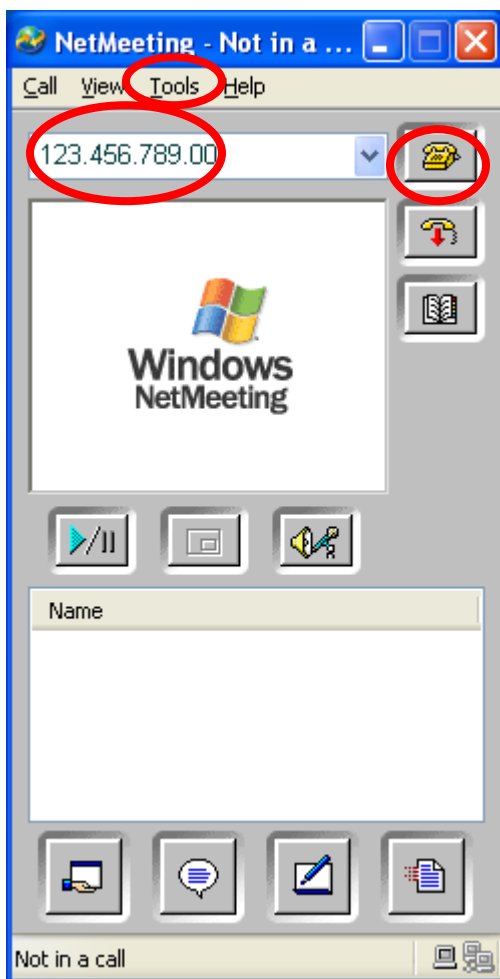 NetMeeting - Not in a ...
Call View Tools Help
123.456.789.00
Windows
NetMeeting
Name
Not in a call